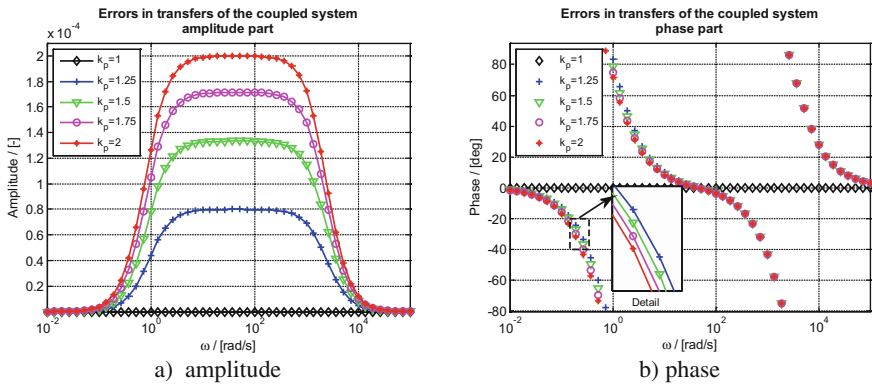 Errors in transfers of the coupled system
amplitude part
x 10^-4
2
1.8
1.6
1.4
1.2
1
0.8
0.6
0.4
0.2
Amplitude / [-]
k_p=1
k_p=1.25
k_p=1.5
k_p=1.75
k_p=2
10^-2
10^0
10^2
10^4
ω / [rad/s]
a) amplitude
Errors in transfers of the coupled system
phase part
80
60
40
20
0
-20
-40
-60
-80
Phase / [deg]
k_p=1
k_p=1.25
k_p=1.5
k_p=1.75
k_p=2
Detail
10^-2
10^0
10^2
10^4
ω / [rad/s]
b) phase